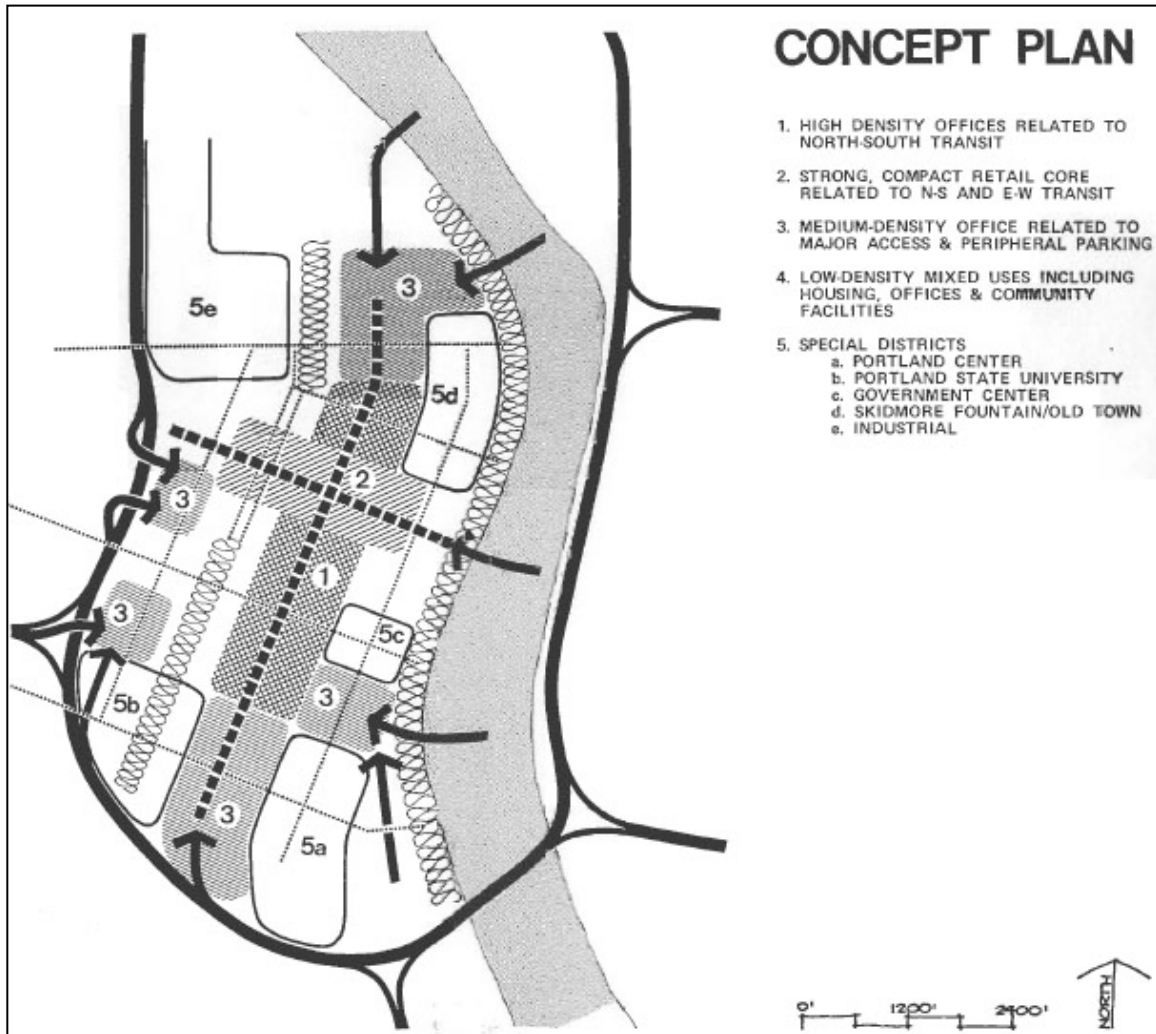 CONCEPT PLAN
1. HIGH DENSITY OFFICES RELATED TO
NORTH-SOUTH TRANSIT
2. STRONG, COMPACT RETAIL CORE
RELATED TO N-S AND E-W TRANSIT
3. MEDIUM-DENSITY OFFICE RELATED TO
MAJOR ACCESS & PERIPHERAL PARKING
4. LOW-DENSITY MIXED USES INCLUDING
HOUSING, OFFICES & COMMUNITY
FACILITIES
5. SPECIAL DISTRICTS
a. PORTLAND CENTER
b. PORTLAND STATE UNIVERSITY
c. GOVERNMENT CENTER
d. SKIDMORE FOUNTAIN/OLD TOWN
e. INDUSTRIAL
3
5e
5d
2
3
1
3
5c
5b
3
3
5a
0' 1200' 2400'
NORTH